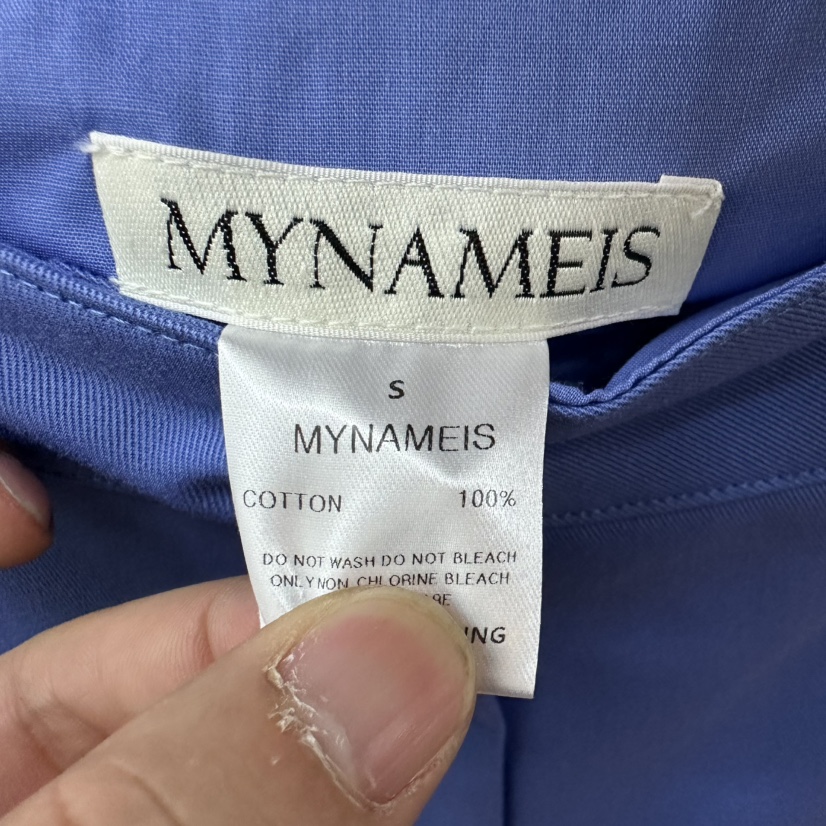 MYNAMEIS
S
MYNAMEIS
COTTON 100%
DO NOT WASH DO NOT BLEACH
ONLY NON CHLORINE BLEACH